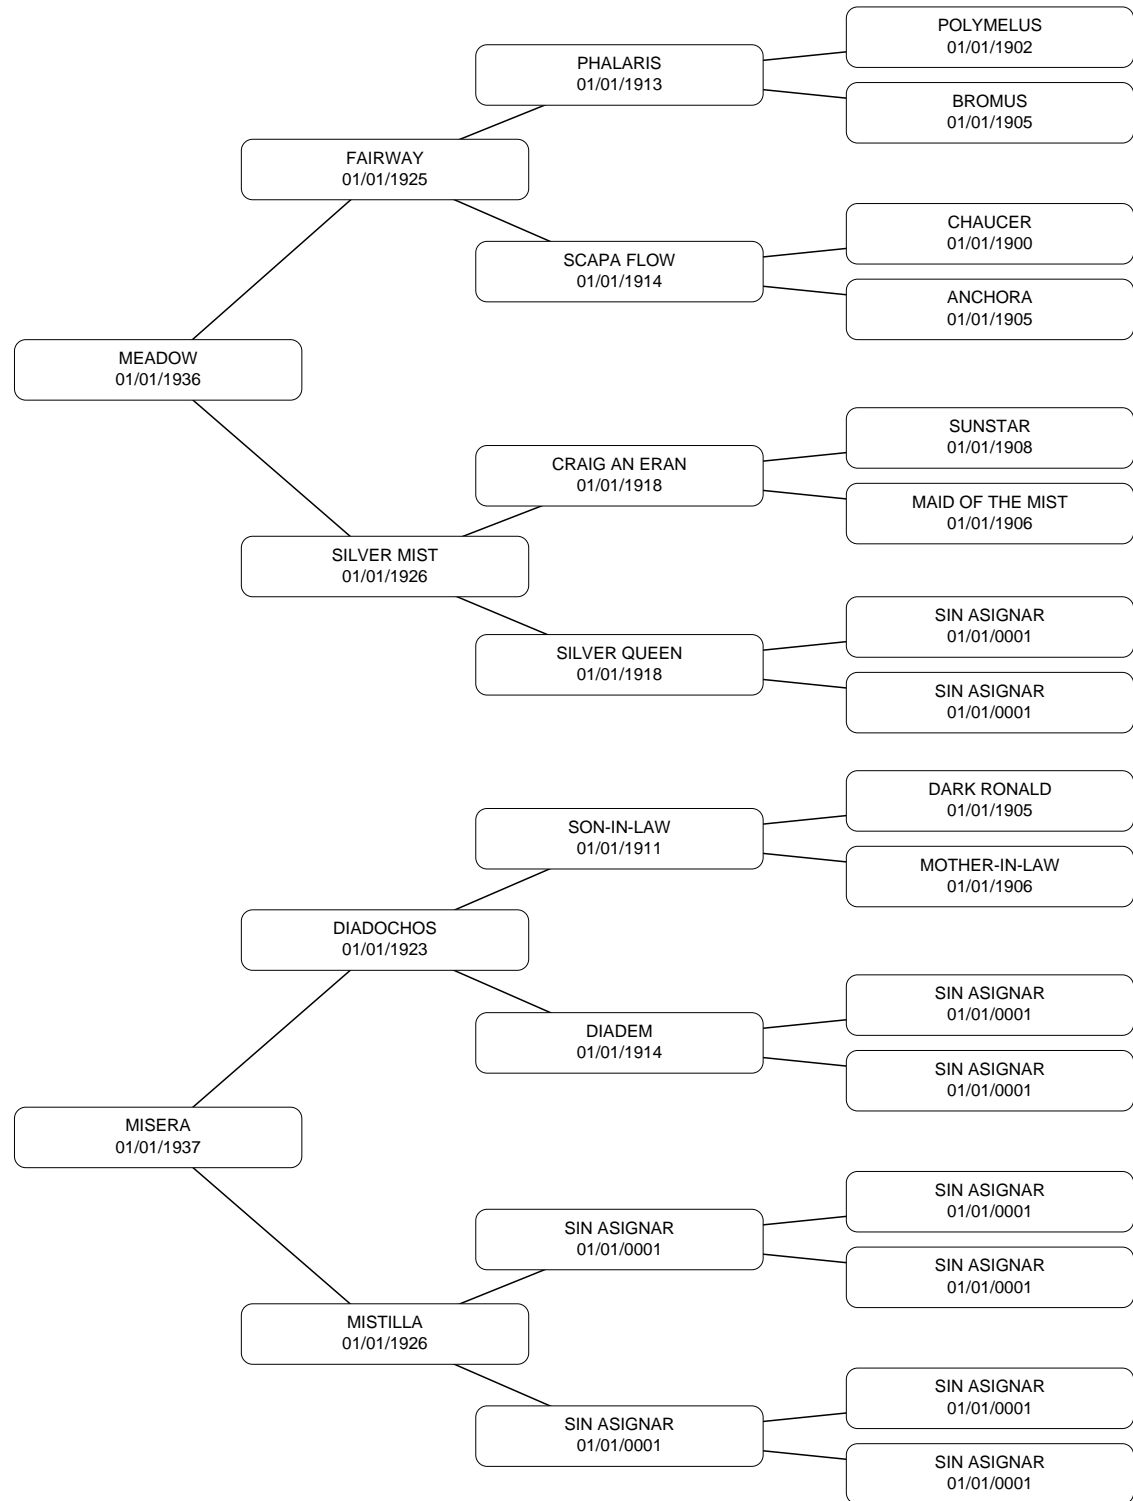 POLYMELUS
01/01/1902
PHALARIS
01/01/1913
BROMUS
01/01/1905
FAIRWAY
01/01/1925
CHAUCER
01/01/1900
SCAPA FLOW
01/01/1914
ANCHORA
01/01/1905
MEADOW
01/01/1936
SUNSTAR
01/01/1908
CRAIG AN ERAN
01/01/1918
MAID OF THE MIST
01/01/1906
SILVER MIST
01/01/1926
SIN ASIGNAR
01/01/0001
SILVER QUEEN
01/01/1918
SIN ASIGNAR
01/01/0001
DARK RONALD
01/01/1905
SON-IN-LAW
01/01/1911
MOTHER-IN-LAW
01/01/1906
DIADOCHOS
01/01/1923
SIN ASIGNAR
01/01/0001
DIADEM
01/01/1914
SIN ASIGNAR
01/01/0001
MISERA
01/01/1937
SIN ASIGNAR
01/01/0001
SIN ASIGNAR
01/01/0001
SIN ASIGNAR
01/01/0001
MISTILLA
01/01/1926
SIN ASIGNAR
01/01/0001
SIN ASIGNAR
01/01/0001
SIN ASIGNAR
01/01/0001